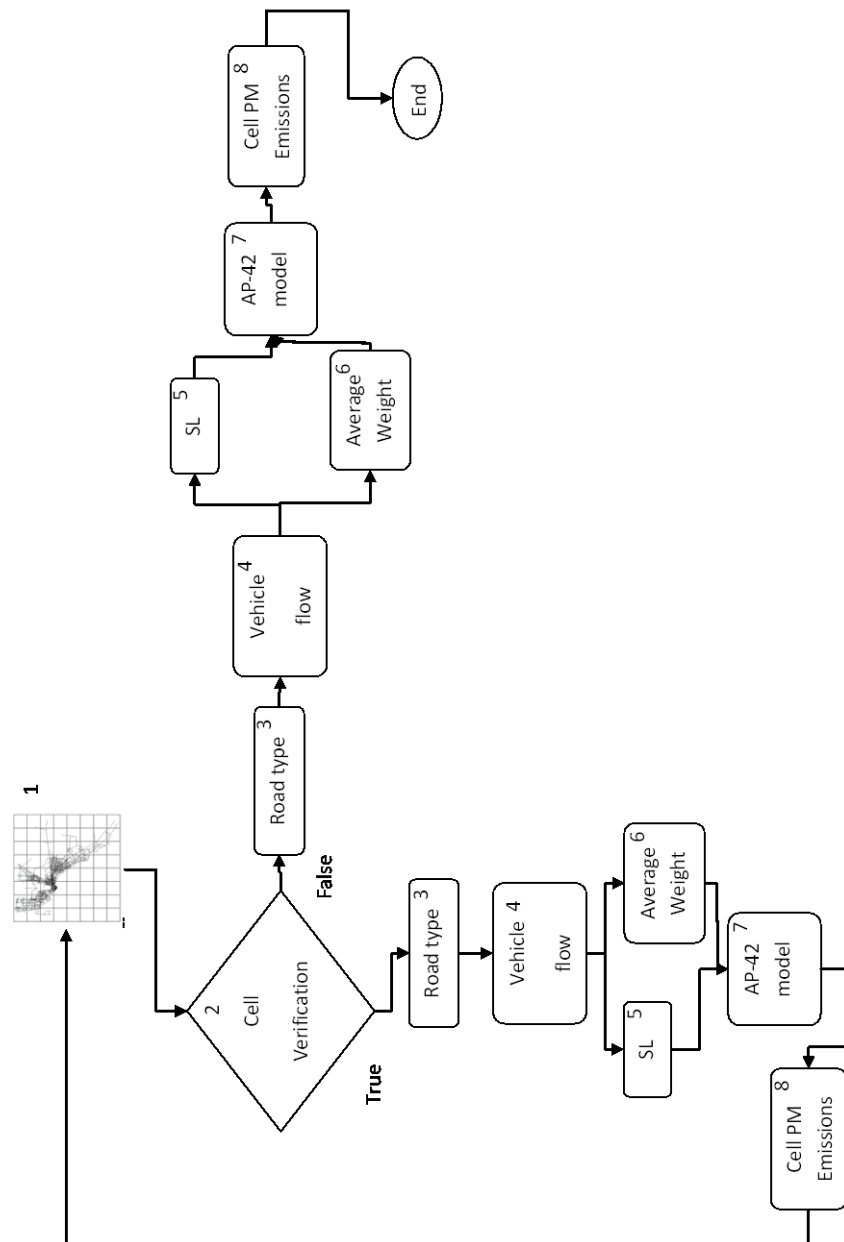 1
2
Cell
Verification
True
False
Road type 3
Vehicle 4
flow
SL 5
Average 6
Weight
AP-42 7
model
Cell PM 8
Emissions
Road type 3
Vehicle 4
flow
5
SL
Average 6
Weight
AP-42 7
model
Cell PM 8
Emissions
End